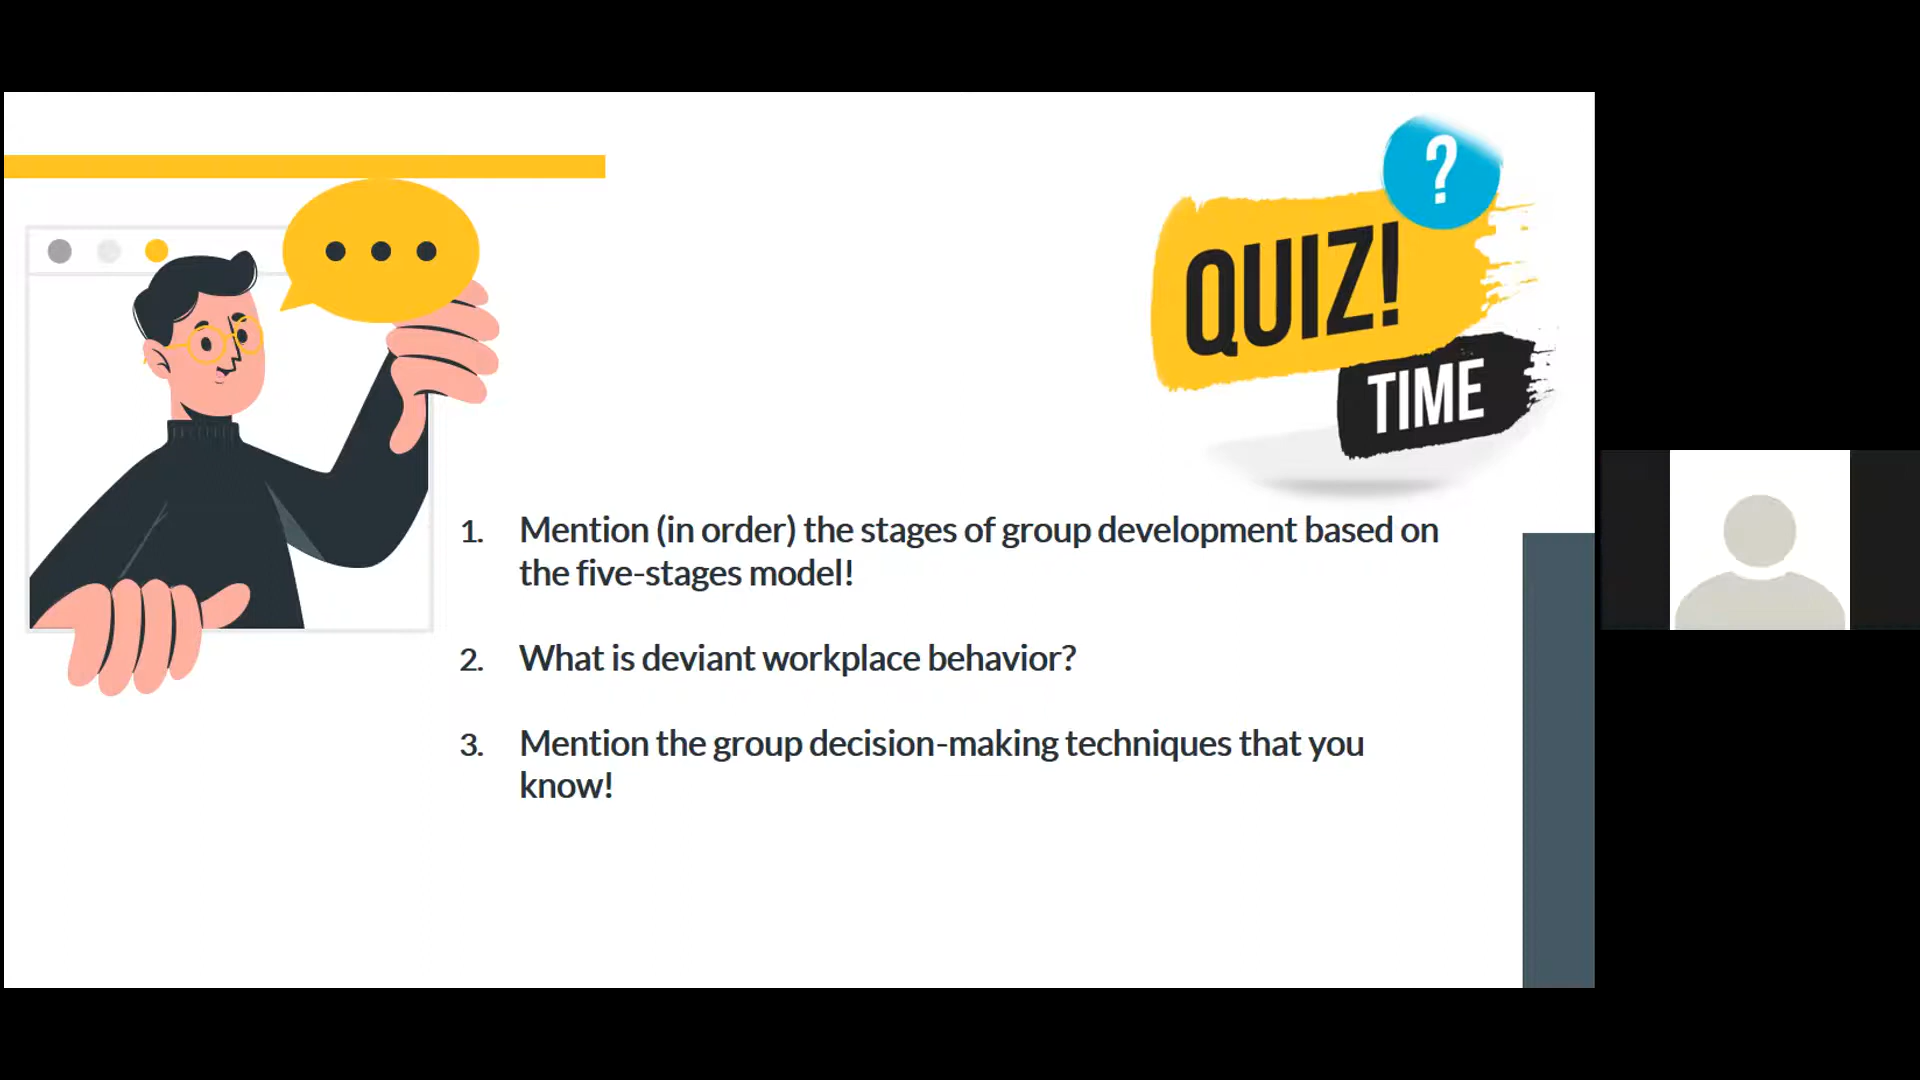 ?
QUIZ!
TIME
1. Mention (in order) the stages of group development based on
the five-stages model!
2. What is deviant workplace behavior?
3. Mention the group decision-making techniques that you
know!